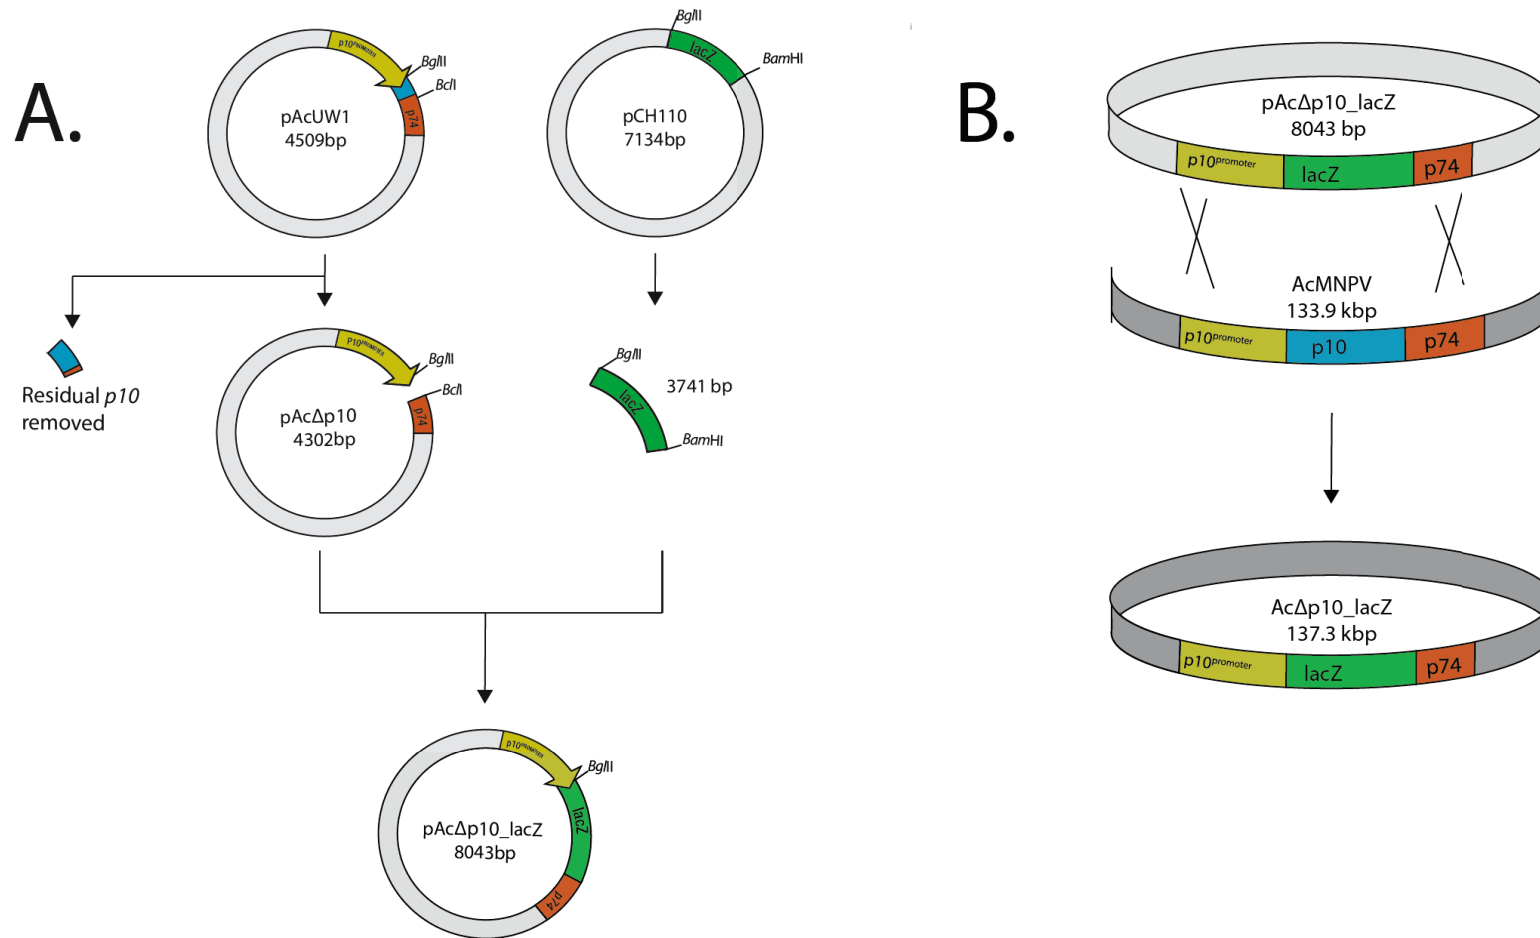 A.
p10PROMOTER
BglII
BclI
p74
pAcUW1
4509bp
BglII
lacZ
BamHI
pCH110
7134bp
Residual p10
removed
P10PROMOTER
BglII
BclI
p74
pAcΔp10
4302bp
BglII
lacZ
3741 bp
BamHI
p10PROMOTER
BglII
lacZ
p74
pAcΔp10_lacZ
8043bp
B.
pAcΔp10_lacZ
8043 bp
p10promoter
lacZ
p74
AcMNPV
133.9 kbp
p10promoter
p10
p74
AcΔp10_lacZ
137.3 kbp
p10promoter
lacZ
p74